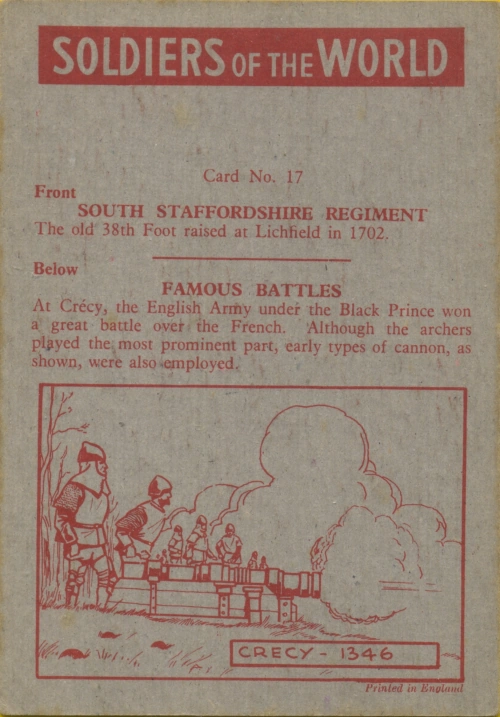 SOLDIERS OF THE WORLD
Card No. 17
Front
SOUTH STAFFORDSHIRE REGIMENT
The old 38th Foot raised at Lichfield in 1702.
Below
FAMOUS BATTLES
At Crécy, the English Army under the Black Prince won
a great battle over the French. Although the archers
played the most prominent part, early types of cannon, as
shown, were also employed.
CRECY - 1346
Printed in England